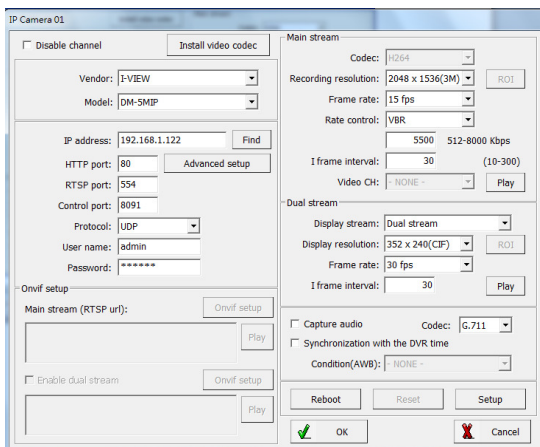 IP Camera 01
Disable channel
Install video codec
Vendor: I-VIEW
Model: DM-5MIP
IP address: 192.168.1.122 Find
HTTP port: 80 Advanced setup
RTSP port: 554
Control port: 8091
Protocol: UDP
User name: admin
Password: ******
Onvif setup
Main stream (RTSP url): Onvif setup
Play
Enable dual stream Onvif setup
Play
Main stream
Codec: H264
Recording resolution: 2048 x 1536(3M) ROI
Frame rate: 15 fps
Rate control: VBR
5500 512-8000 Kbps
I frame interval: 30 (10-300)
Video CH: - NONE - Play
Dual stream
Display stream: Dual stream
Display resolution: 352 x 240(CIF) ROI
Frame rate: 30 fps
I frame interval: 30 Play
Capture audio Codec: G.711
Synchronization with the DVR time
Condition(AWB): - NONE -
Reboot Reset Setup
OK Cancel